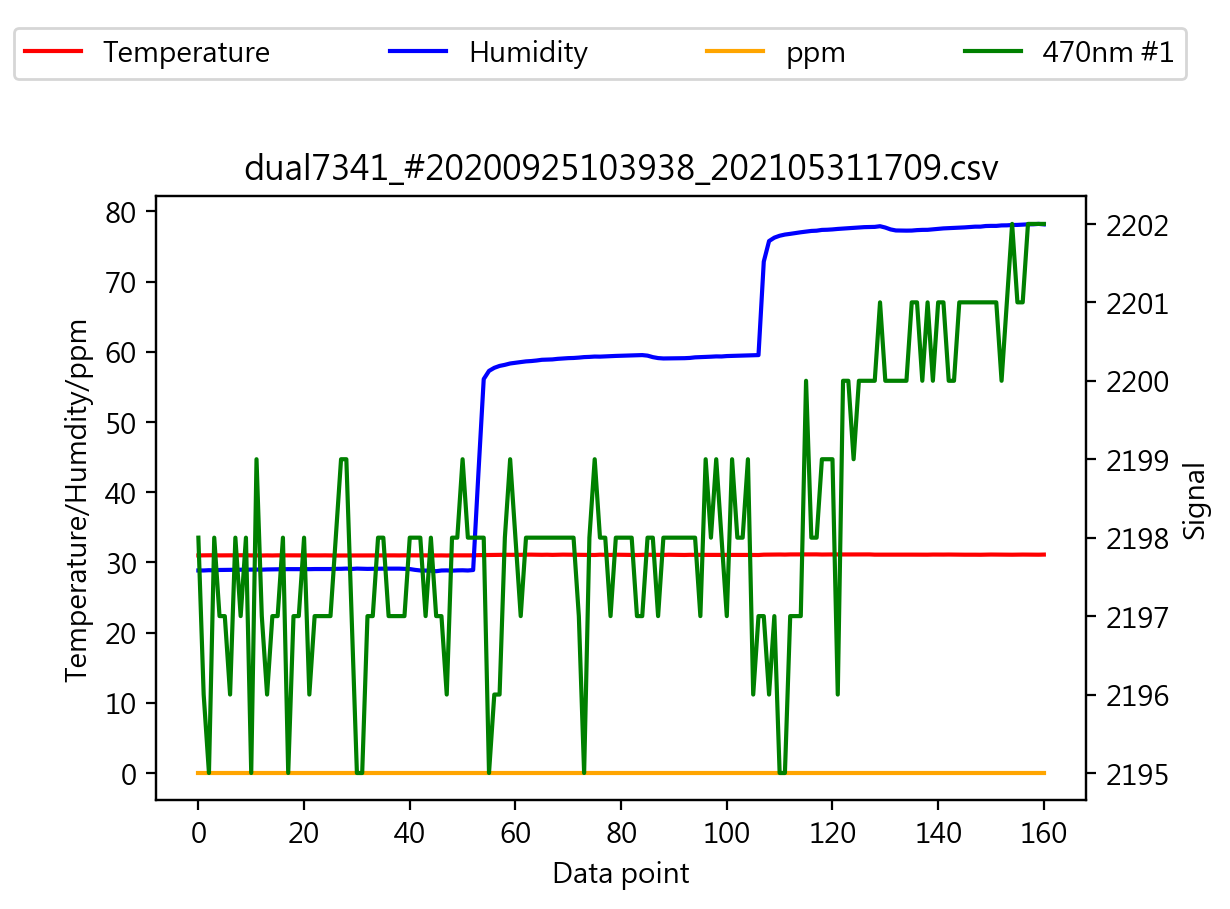 Temperature Humidity ppm 470nm #1
dual7341_#20200925103938_202105311709.csv
Temperature/Humdity/ppm
80
70
60
50
40
30
20
10
0
2202
2201
2200
2199
2198
2197
2196
2195
Signal
0 20 40 60 80 100 120 140 160
Data point